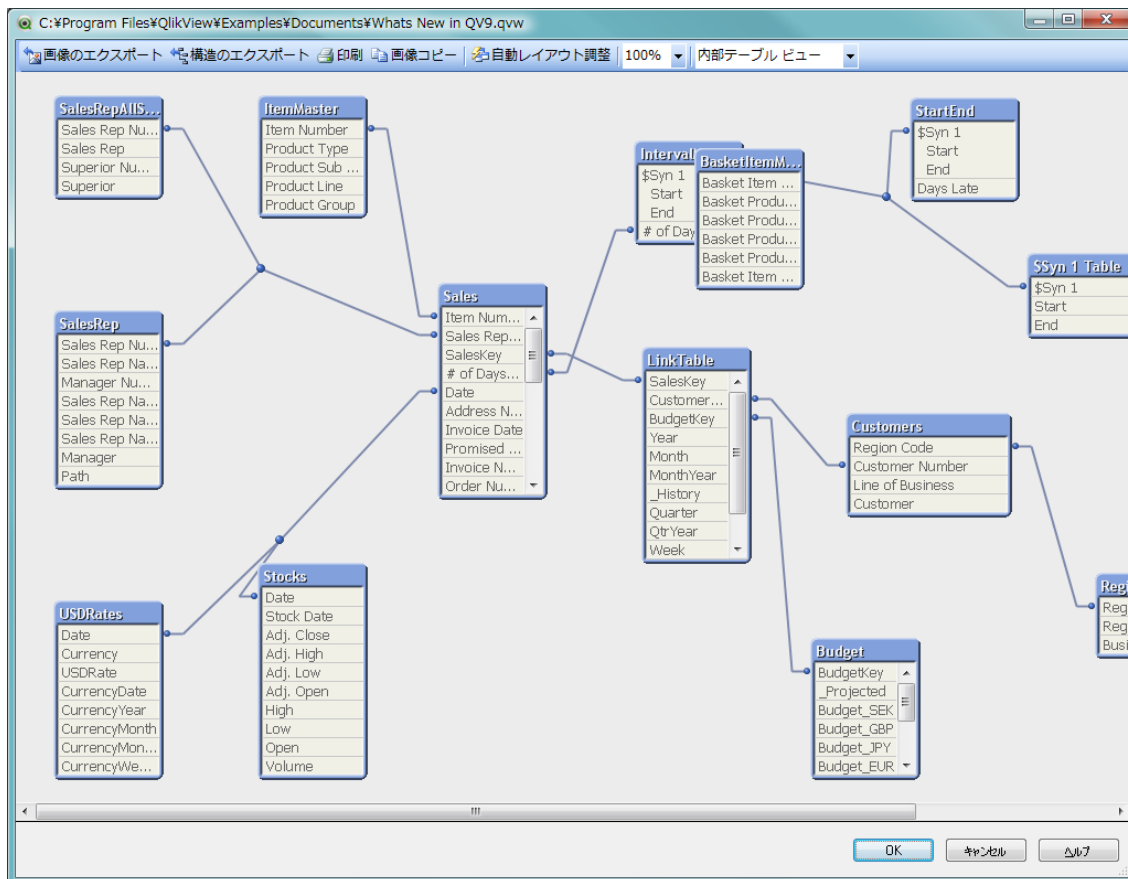 C:¥Program Files¥QlikView¥Examples¥Documents¥Whats New in QV9.qvw
画像のエクスポート 構造のエクスポート 印刷 画像コピー 自動レイアウト調整 100% 内部テーブル ビュー
SalesRepAllS...
Sales Rep Nu...
Sales Rep
Superior Nu...
Superior
ItemMaster
Item Number
Product Type
Product Sub ...
Product Line
Product Group
Interval
$Syn 1
Start
End
# of Day
BasketItemM...
Basket Item ...
Basket Produ...
Basket Produ...
Basket Produ...
Basket Produ...
Basket Item ...
StartEnd
$Syn 1
Start
End
Days Late
$Syn 1 Table
$Syn 1
Start
End
SalesRep
Sales Rep Nu...
Sales Rep Na...
Manager Nu...
Sales Rep Na...
Sales Rep Na...
Sales Rep Na...
Manager
Path
Sales
Item Num...
Sales Rep...
SalesKey
# of Days...
Date
Address N...
Invoice Date
Promised ...
Invoice N...
Order Nu...
LinkTable
SalesKey
Customer...
BudgetKey
Year
Month
MonthYear
_History
Quarter
QtrYear
Week
Customers
Region Code
Customer Number
Line of Business
Customer
USDRates
Date
Currency
USDRate
CurrencyDate
CurrencyYear
CurrencyMonth
CurrencyMon...
CurrencyWe...
Stocks
Date
Stock Date
Adj. Close
Adj. High
Adj. Low
Adj. Open
High
Low
Open
Volume
Budget
BudgetKey
_Projected
Budget_SEK
Budget_GBP
Budget_JPY
Budget_EUR
Regi
Reg
Reg
Busi
OK キャンセル ヘルプ